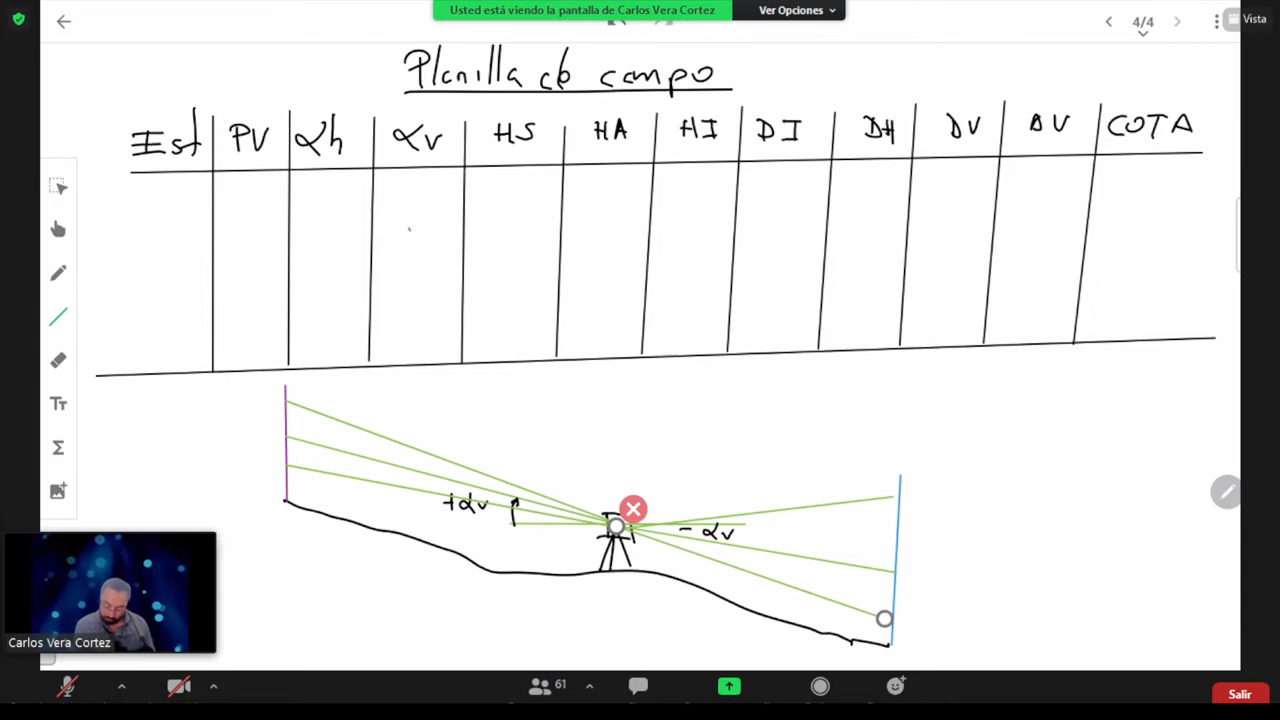 Usted está viendo la pantalla de Carlos Vera Cortez
Ver Opciones
4/4
Vista
Planilla de campo
Est PV αh αv HS HA HI DI DH DV ΔV COTA
Tт
Σ
+αv
- αv
Carlos Vera Cortez
61
Salir